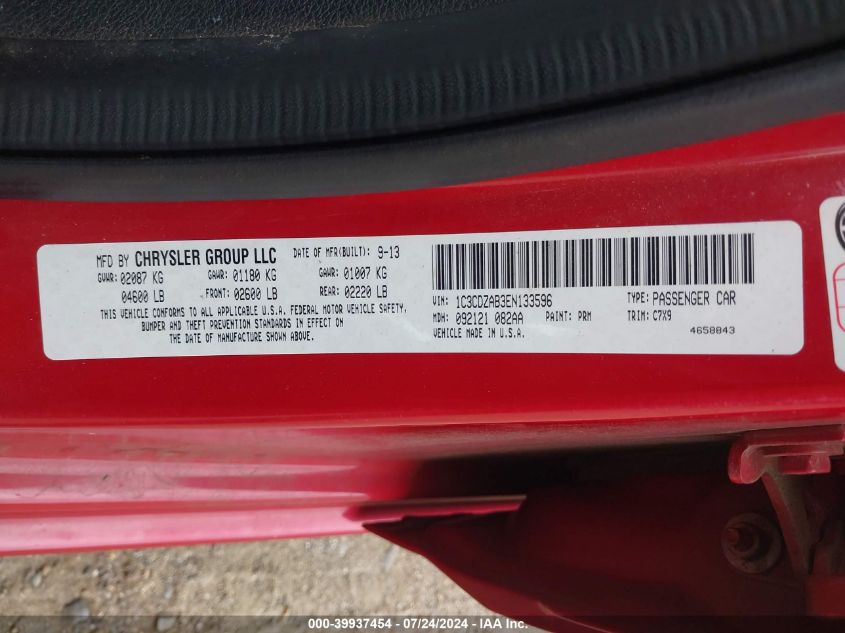 MFD BY CHRYSLER GROUP LLC DATE OF MFR(BUILT): 9-13
GVWR: 02087 KG GAWR: 01180 KG GAWR: 01007 KG
04600 LB FRONT: 02600 LB REAR: 02220 LB
THIS VEHICLE CONFORMS TO ALL APPLICABLE U.S.A. FEDERAL MOTOR VEHICLE SAFETY,
BUMPER AND THEFT PREVENTION STANDARDS IN EFFECT ON
THE DATE OF MANUFACTURE SHOWN ABOVE.
VIN: 1C3CDZAB3EN133596 TYPE: PASSENGER CAR
MDH: 092121 082AA PAINT: PRM TRIM: C7X9
VEHICLE MADE IN U.S.A. 4658843
000-39937454 - 07/24/2024 - IAA Inc.